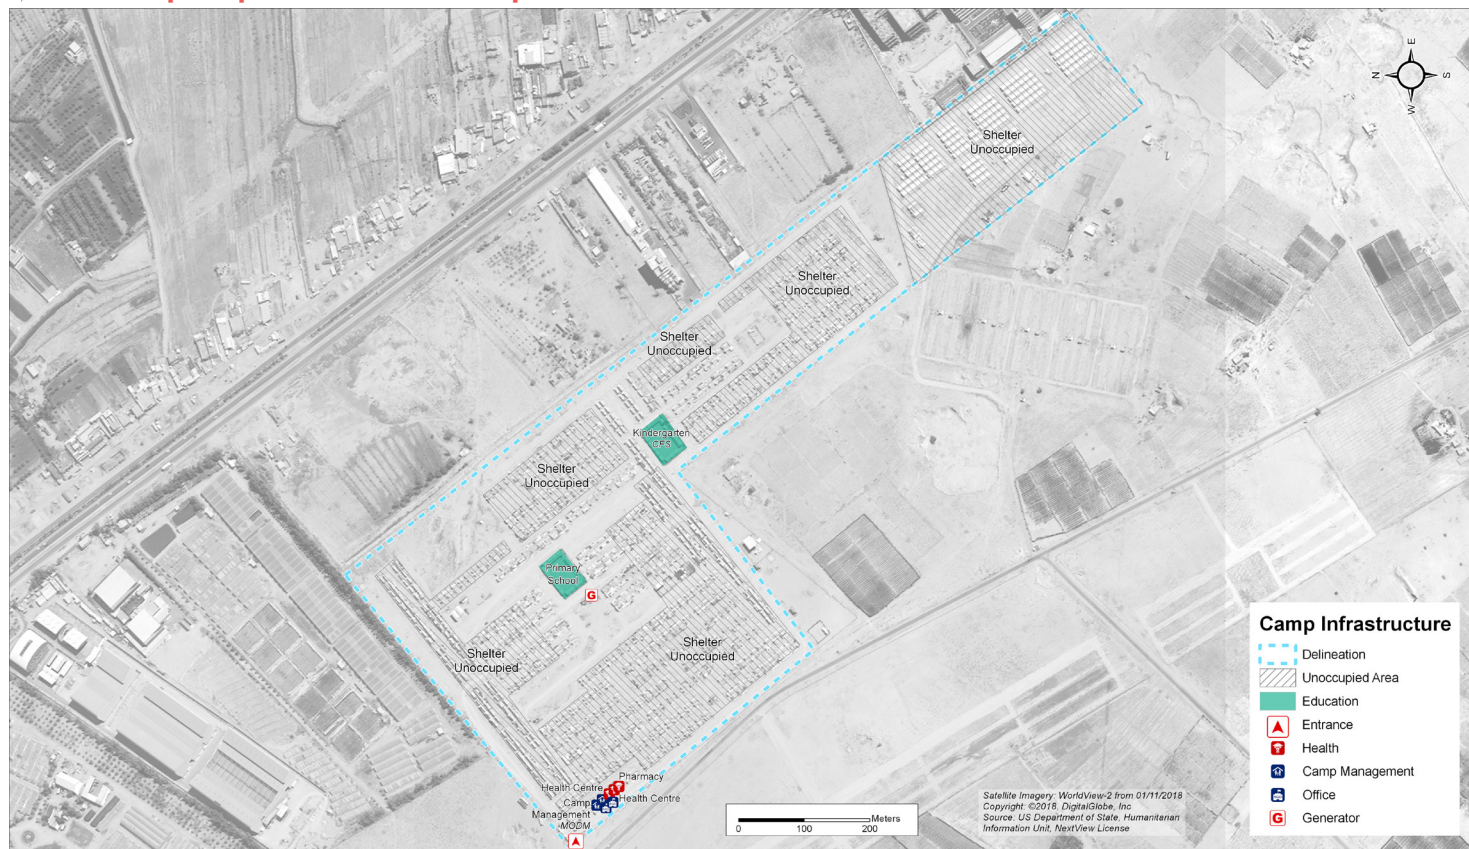 E
N
S
W
Shelter
Unoccupied
Shelter
Unoccupied
Shelter
Unoccupied
Kindergarten
CFS
Shelter
Unoccupied
Primary
School
G
Shelter
Unoccupied
Shelter
Unoccupied
Pharmacy
Health Centre
Health Centre
Camp
Management
MODM
Camp Infrastructure
Delineation
Unoccupied Area
Education
Entrance
Health
Camp Management
Office
G
Generator
Meters
0
100
200
Satellite Imagery: WorldView-2 from 01/11/2018
Copyright: ©2018, DigitalGlobe, Inc
Source: US Department of State, Humanitarian
Information Unit, NextView License